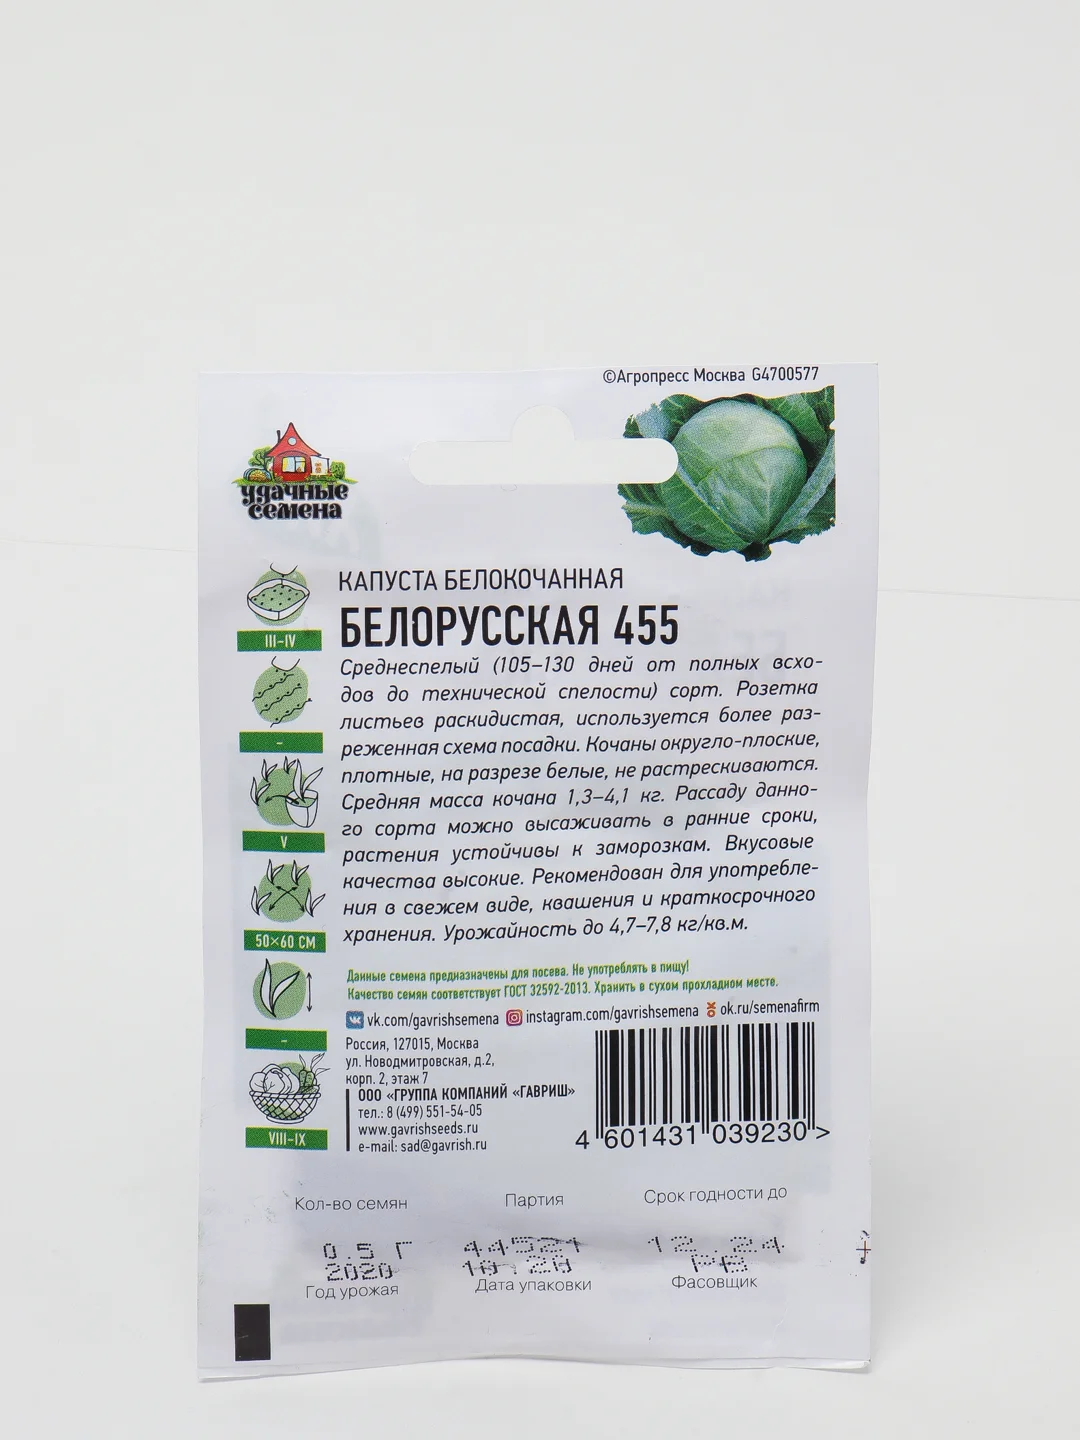 ©Агропресс Москва G4700577
удачные
семена
КАПУСТА БЕЛОКОЧАННАЯ
БЕЛОРУССКАЯ 455
III–IV
-
V
50×60 СМ
-
VIII–IX
Среднеспелый (105–130 дней от полных всхо-
дов до технической спелости) сорт. Розетка
листьев раскидистая, используется более раз-
реженная схема посадки. Кочаны округло-плоские,
плотные, на разрезе белые, не растрескиваются.
Средняя масса кочана 1,3–4,1 кг. Рассаду данно-
го сорта можно высаживать в ранние сроки,
растения устойчивы к заморозкам. Вкусовые
качества высокие. Рекомендован для употребле-
ния в свежем виде, квашения и краткосрочного
хранения. Урожайность до 4,7–7,8 кг/кв.м.
Данные семена предназначены для посева. Не употреблять в пищу!
Качество семян соответствует ГОСТ 32592-2013. Хранить в сухом прохладном месте.
vk.com/gavrishsemena instagram.com/gavrishsemena ok.ru/semenafirm
Россия, 127015, Москва
ул. Новодмитровская, д.2,
корп. 2, этаж 7
ООО «ГРУППА КОМПАНИЙ «ГАВРИШ»
тел.: 8 (499) 551-54-05
www.gavrishseeds.ru
e-mail: sad@gavrish.ru
4 601431 039230 >
Кол-во семян Партия Срок годности до
0.5 Г 44521 12.24
2020 10.20 РВ
Год урожая Дата упаковки Фасовщик